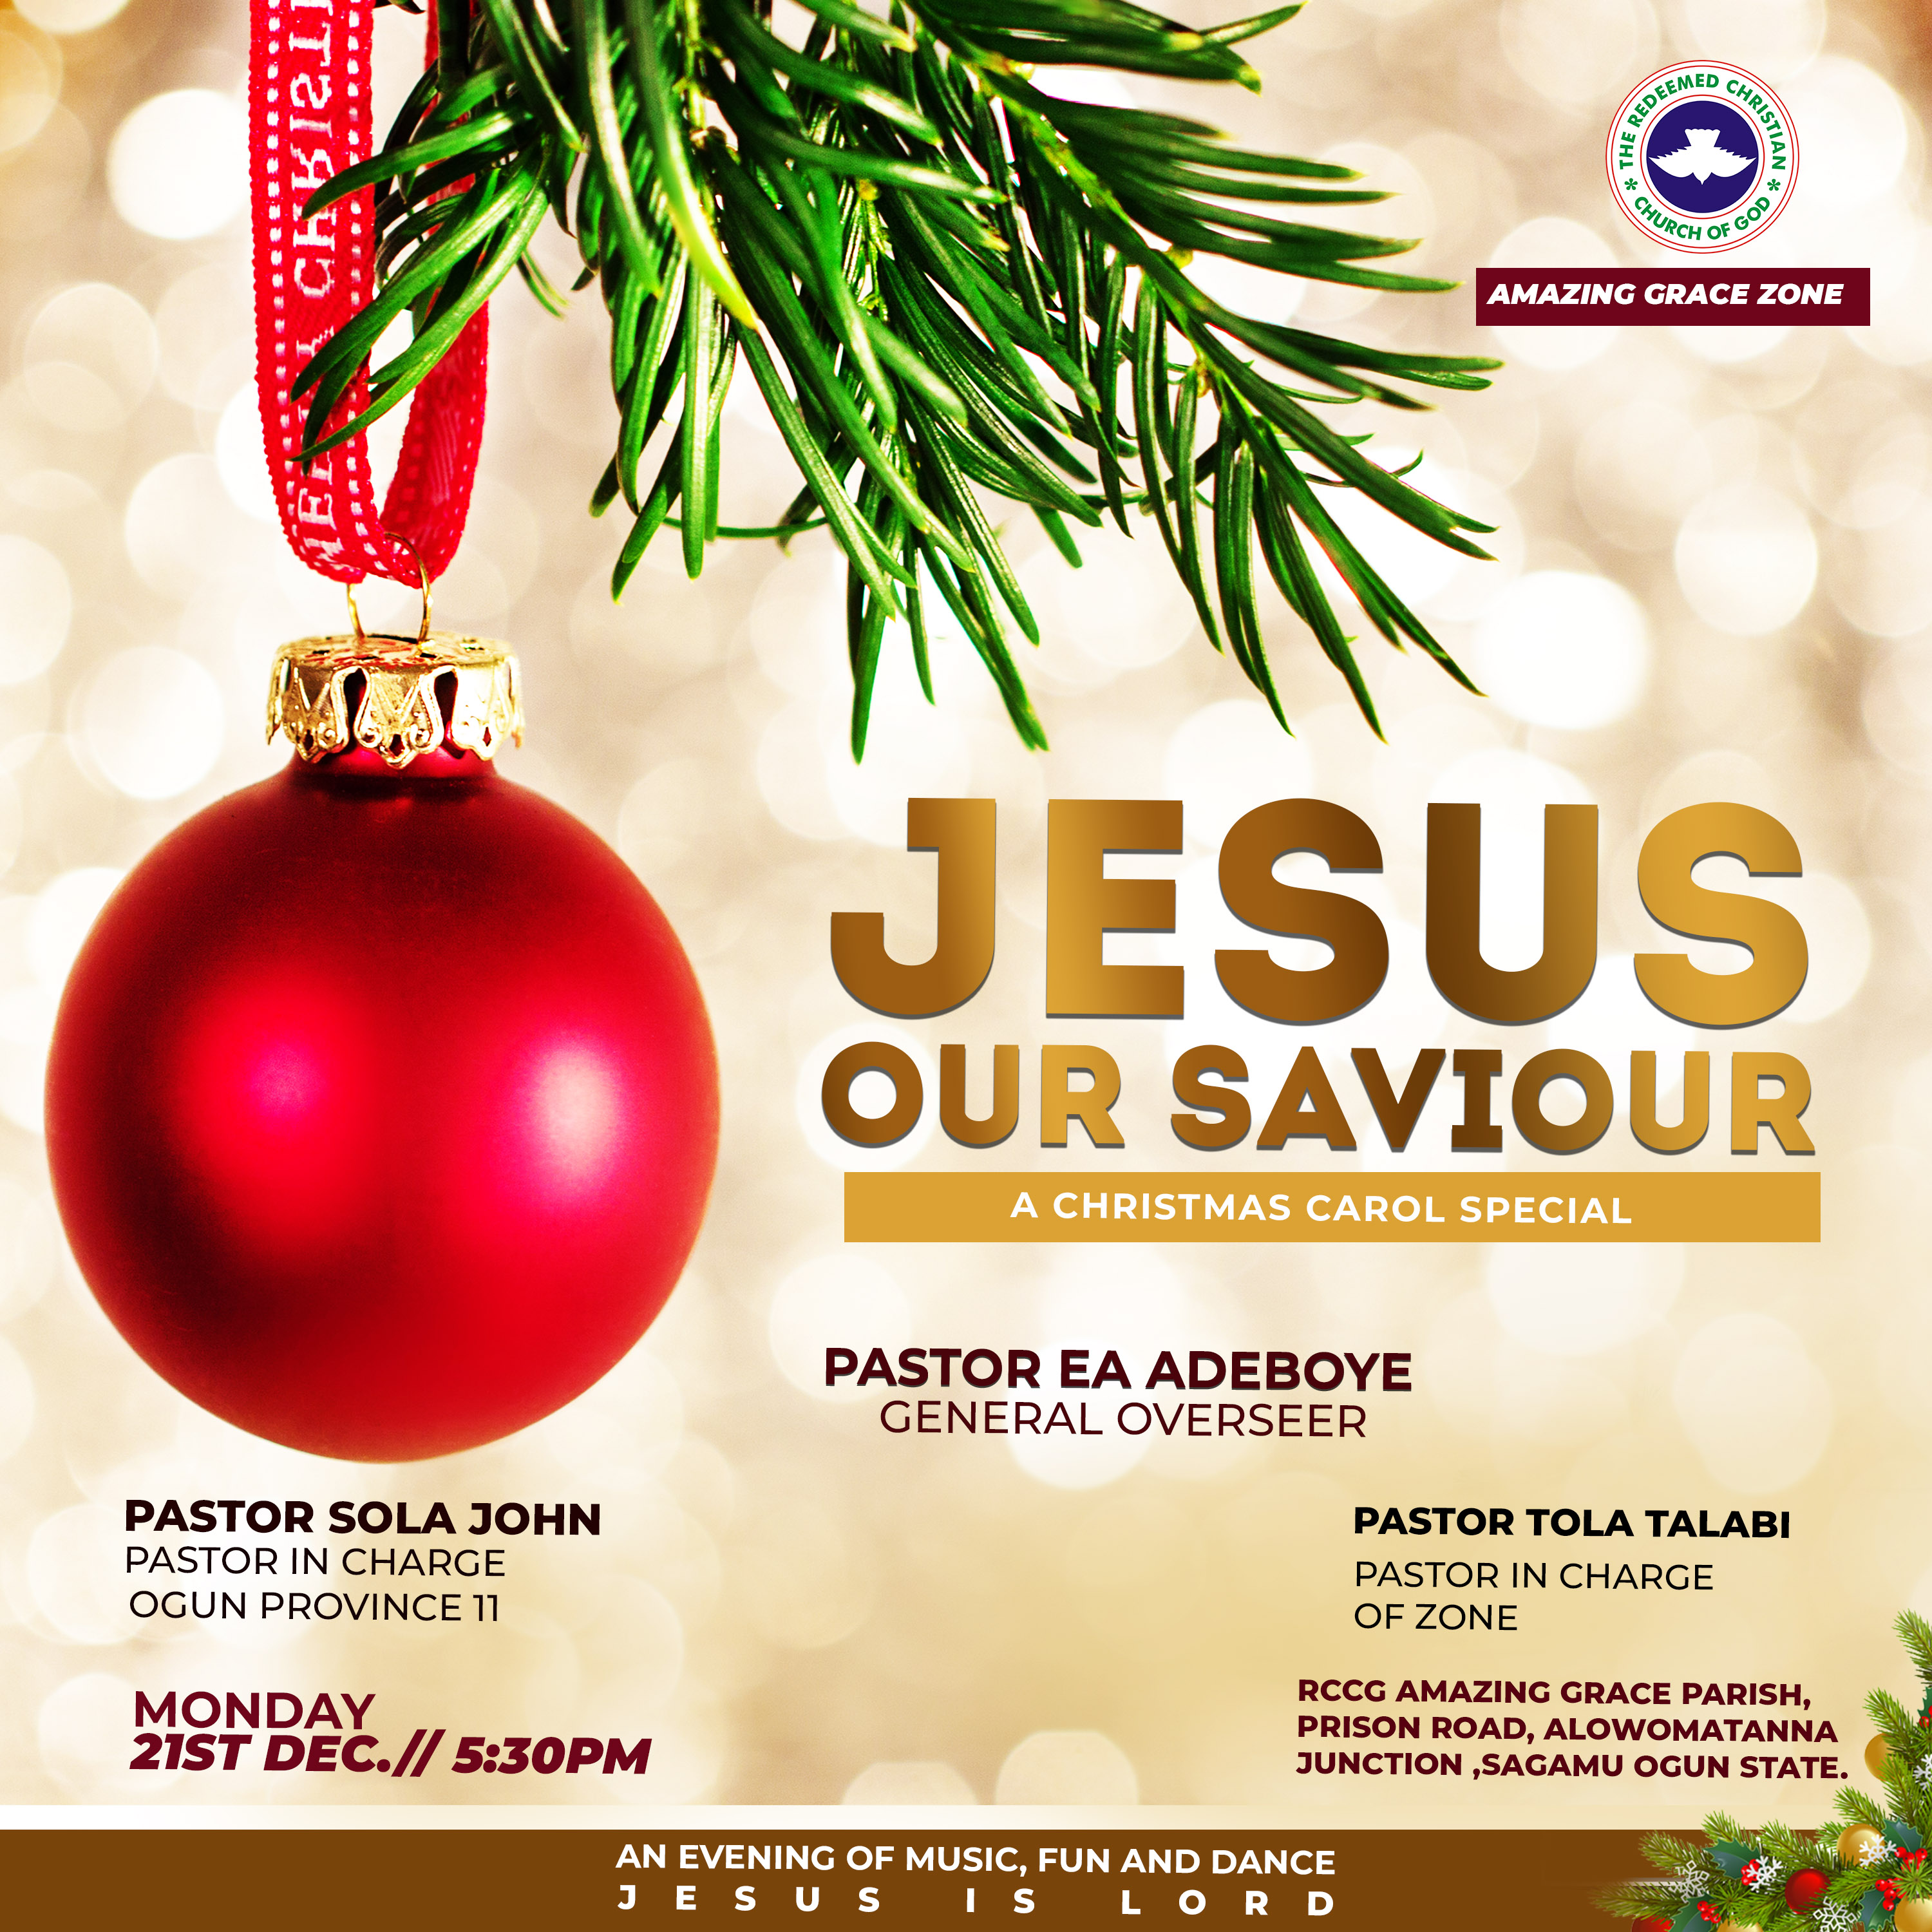 THE REDEEMED CHRISTIAN
CHURCH OF GOD
AMAZING GRACE ZONE
JESUS
OUR SAVIOUR
A CHRISTMAS CAROL SPECIAL
PASTOR EA ADEBOYE
GENERAL OVERSEER
PASTOR SOLA JOHN
PASTOR IN CHARGE
OGUN PROVINCE 11
PASTOR TOLA TALABI
PASTOR IN CHARGE
OF ZONE
MONDAY
21ST DEC.// 5:30PM
RCCG AMAZING GRACE PARISH,
PRISON ROAD, ALOWOMATANNA
JUNCTION ,SAGAMU OGUN STATE.
AN EVENING OF MUSIC, FUN AND DANCE
JESUS IS LORD